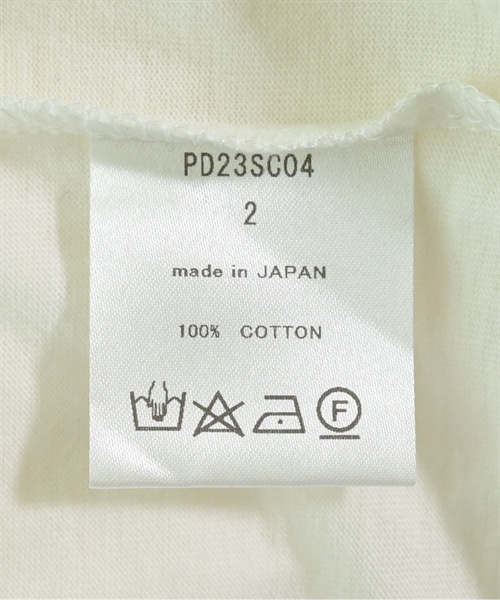 PD23SC04
2
made in JAPAN
100% COTTON
F